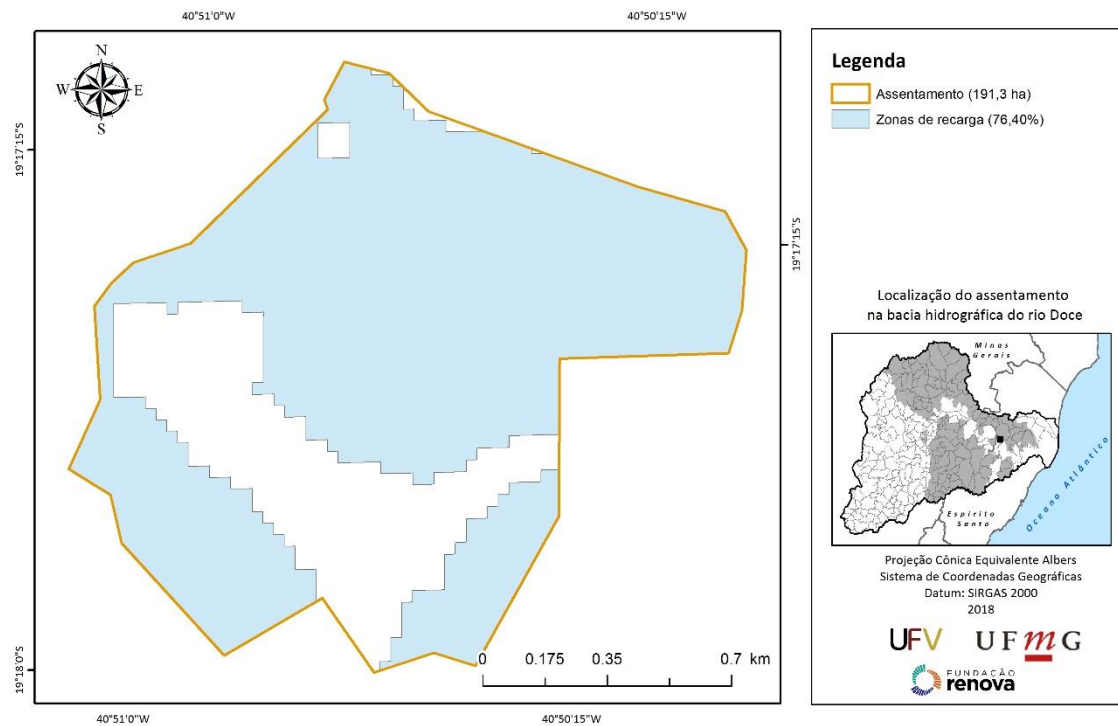 40°51'0"W
40°50'15"W
N
W
E
S
19°17'15"S
19°17'15"S
19°18'0"S
0 0.175 0.35 0.7 km
40°51'0"W
40°50'15"W
Legenda
Assentamento (191,3 ha)
Zonas de recarga (76,40%)
Localização do assentamento
na bacia hidrográfica do rio Doce
Minas
Gerais
Espírito
Santo
Oceano Atlântico
Projeção Cônica Equivalente Albers
Sistema de Coordenadas Geográficas
Datum: SIRGAS 2000
2018
UFV
UFmG
FUNDAÇÃO
renova